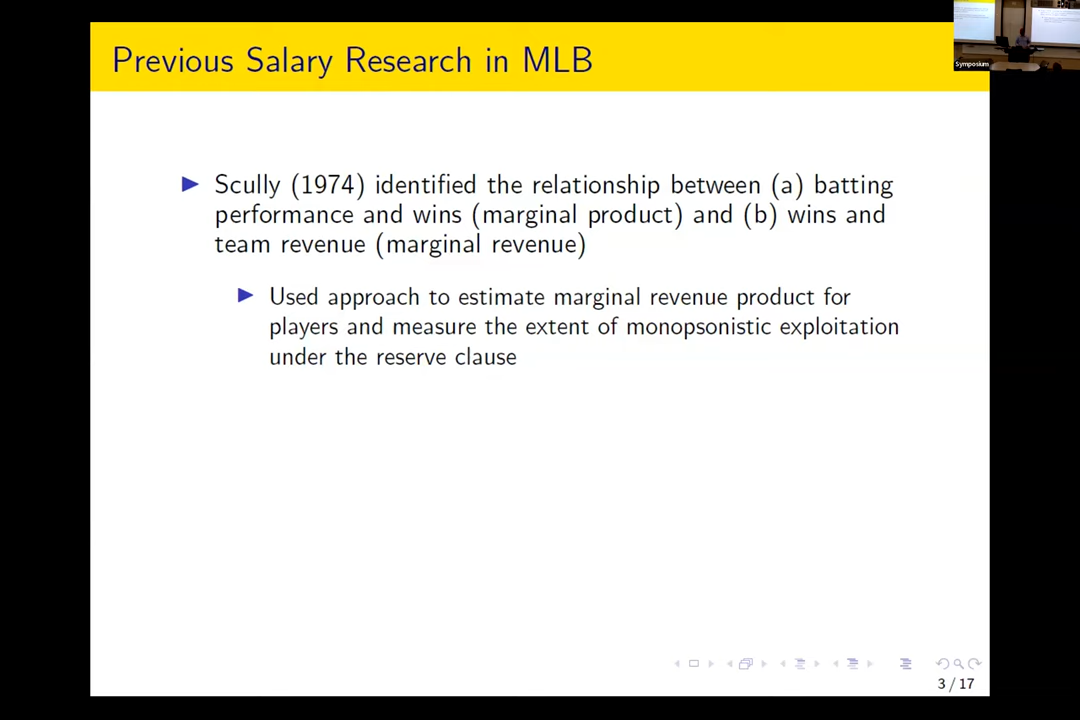 Previous Salary Research in MLB
Symposium
Scully (1974) identified the relationship between (a) batting
performance and wins (marginal product) and (b) wins and
team revenue (marginal revenue)
Used approach to estimate marginal revenue product for
players and measure the extent of monopsonistic exploitation
under the reserve clause
3 / 17